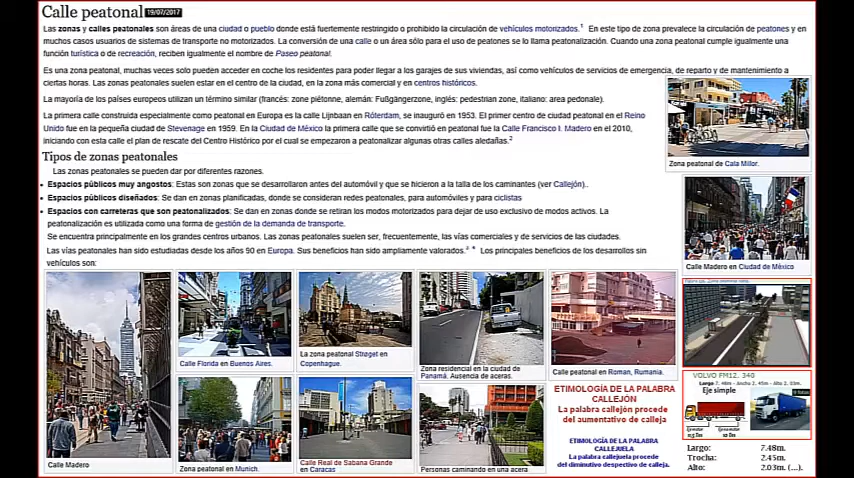 Calle peatonal 19/07/2017
Las zonas y calles peatonales son áreas de una ciudad o pueblo donde está fuertemente restringido o prohibido la circulación de vehículos motorizados.¹ En este tipo de zona prevalece la circulación de peatones y en
muchos casos usuarios de sistemas de transporte no motorizados. La conversión de una calle o un área sólo para el uso de peatones se lo llama peatonalización. Cuando una zona peatonal cumple igualmente una
función turística o de recreación, reciben igualmente el nombre de Paseo peatonal.
Es una zona peatonal, muchas veces solo pueden acceder en coche los residentes para poder llegar a los garajes de sus viviendas, así como vehículos de servicios de emergencia, de reparto y de mantenimiento a
ciertas horas. Las zonas peatonales suelen estar en el centro de la ciudad, en la zona más comercial y en centros históricos.
La mayoría de los países europeos utilizan un término similar (francés: zone piétonne, alemán: Fußgängerzone, inglés: pedestrian zone, italiano: area pedonale).
La primera calle construida especialmente como peatonal en Europa es la calle Lijnbaan en Róterdam, se inauguró en 1953. El primer centro de ciudad peatonal en el Reino
Unido fue en la pequeña ciudad de Stevenage en 1959. En la Ciudad de México la primera calle que se convirtió en peatonal fue la Calle Francisco I. Madero en el 2010,
iniciando con esta calle el plan de rescate del Centro Histórico por el cual se empezaron a peatonalizar algunas otras calles aledañas.²
Zona peatonal de Cala Millor.
Tipos de zonas peatonales
Las zonas peatonales se pueden dar por diferentes razones.
• Espacios públicos muy angostos: Estas son zonas que se desarrollaron antes del automóvil y que se hicieron a la talla de los caminantes (ver Callejón)..
• Espacios públicos diseñados: Se dan en zonas planificadas, donde se consideran redes peatonales, para automóviles y para ciclistas
• Espacios con carreteras que son peatonalizados: Se dan en zonas donde se retiran los modos motorizados para dejar de uso exclusivo de modos activos. La
peatonalización es utilizada como una forma de gestión de la demanda de transporte.
Se encuentra principalmente en los grandes centros urbanos. Las zonas peatonales suelen ser, frecuentemente, las vías comerciales y de servicios de las ciudades.
Las vías peatonales han sido estudiadas desde los años 90 en Europa. Sus beneficios han sido ampliamente valorados.³ ⁴ Los principales beneficios de los desarrollos sin
vehículos son:
Calle Madero en Ciudad de México
Calle Madero
Calle Florida en Buenos Aires.
Zona peatonal en Munich.
La zona peatonal Strøget en
Copenhague.
Calle Real de Sabana Grande
en Caracas
Zona residencial en la ciudad de
Panamá. Ausencia de aceras.
Personas caminando en una acera
Calle peatonal en Roman, Rumania.
ETIMOLOGÍA DE LA PALABRA
CALLEJÓN
La palabra callejón procede
del aumentativo de calleja
ETIMOLOGÍA DE LA PALABRA
CALLEJUELA
La palabra callejuela procede
del diminutivo despectivo de calleja.
VOLVO FM12. 340
Largo 7. 48m - Ancho 2. 45m - Alto 2. 03m.
Eje simple
Largo: 7.48m.
Trocha: 2.45m.
Alto: 2.03m. (...).